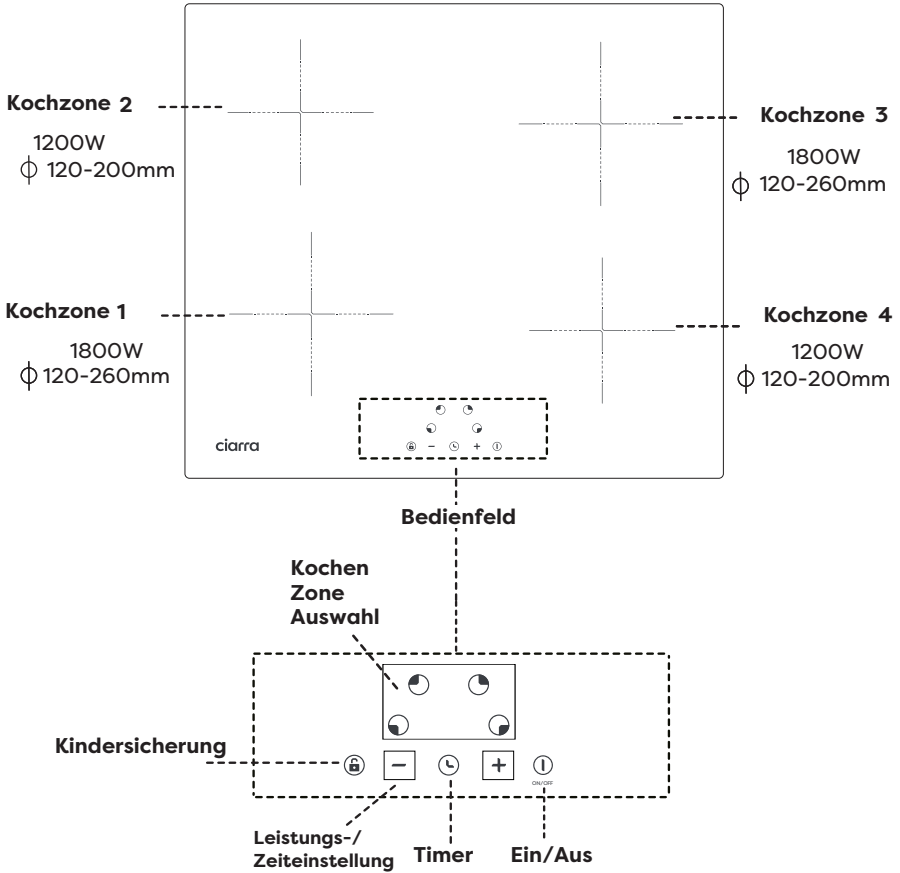 Kochzone 2
1200W
ϕ 120-200mm
Kochzone 3
1800W
ϕ 120-260mm
Kochzone 1
1800W
ϕ 120-260mm
Kochzone 4
1200W
ϕ 120-200mm
ciarra
Bedienfeld
Kochen
Zone
Auswahl
Kindersicherung
ON/OFF
Leistungs-/
Zeiteinstellung
Timer
Ein/Aus